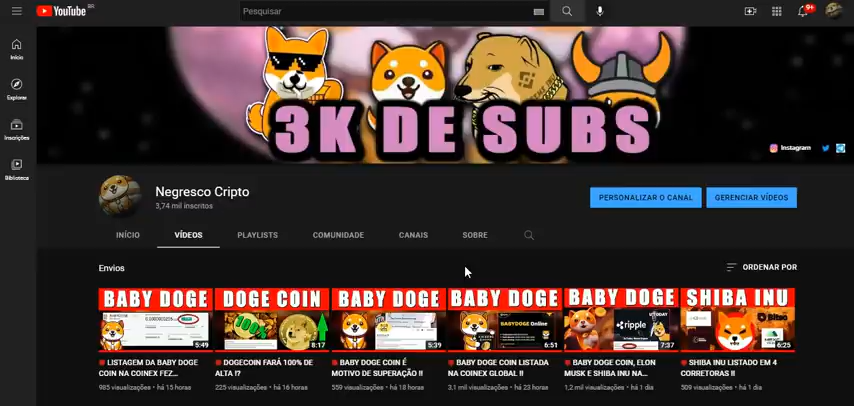 YouTube BR
Pesquisar
9+
Início
Explorar
Inscrições
Biblioteca
3K DE SUBS
Instagram
Negresco Cripto
3,74 mil inscritos
PERSONALIZAR O CANAL
GERENCIAR VÍDEOS
INÍCIO VÍDEOS PLAYLISTS COMUNIDADE CANAIS SOBRE
Envios
ORDENAR POR
BABY DOGE
5:49
LISTAGEM DA BABY DOGE
COIN NA COINEX FEZ...
985 visualizações • há 15 horas
DOGE COIN
100%
8:17
DOGECOIN FARÁ 100% DE
ALTA !?
225 visualizações • há 16 horas
BABY DOGE
5:39
BABY DOGE COIN É
MOTIVO DE SUPERAÇÃO !!
559 visualizações • há 18 horas
BABY DOGE
BABYDOGE Online
6:51
BABY DOGE COIN LISTADA
NA COINEX GLOBAL !!
3,1 mil visualizações • há 23 horas
BABY DOGE
ripple
UTODAY
7:37
BABY DOGE COIN, ELON
MUSK E SHIBA INU NA...
1,2 mil visualizações • há 1 dia
SHIBA INU
Bitso
6:25
SHIBA INU LISTADO EM 4
CORRETORAS !!
509 visualizações • há 1 dia